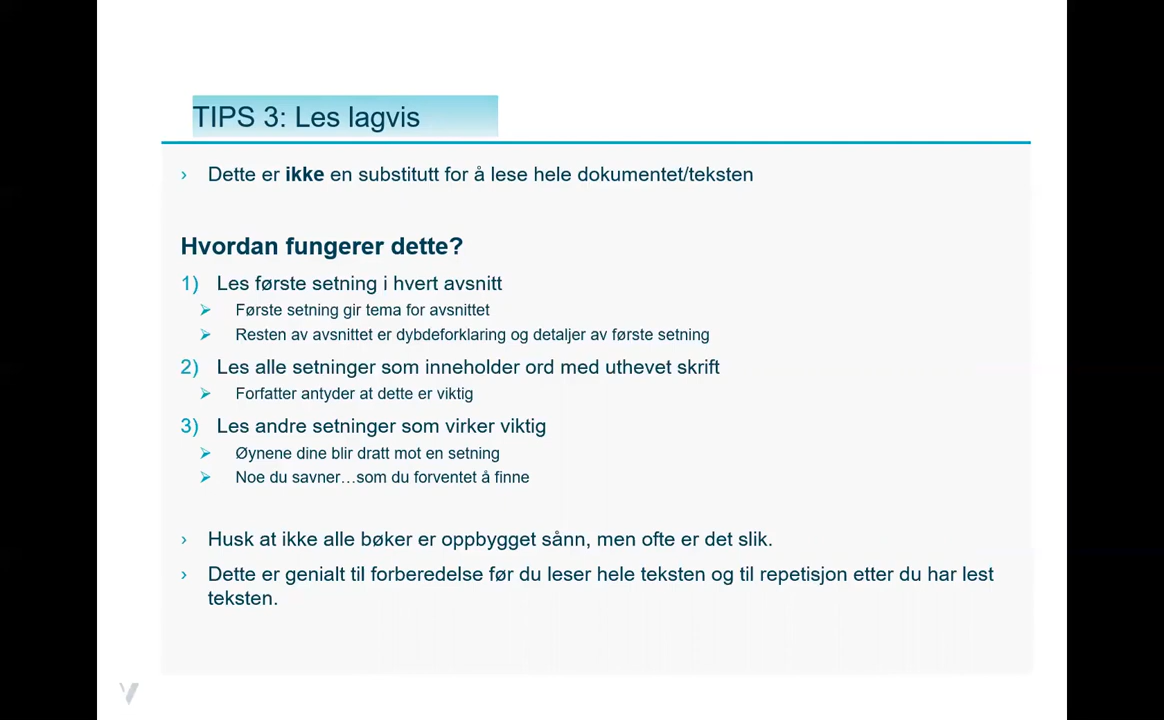 TIPS 3: Les lagvis
› Dette er ikke en substitutt for å lese hele dokumentet/teksten
Hvordan fungerer dette?
1) Les første setning i hvert avsnitt
➢ Første setning gir tema for avsnittet
➢ Resten av avsnittet er dybdeforklaring og detaljer av første setning
2) Les alle setninger som inneholder ord med uthevet skrift
➢ Forfatter antyder at dette er viktig
3) Les andre setninger som virker viktig
➢ Øynene dine blir dratt mot en setning
➢ Noe du savner…som du forventet å finne
› Husk at ikke alle bøker er oppbygget sånn, men ofte er det slik.
› Dette er genialt til forberedelse før du leser hele teksten og til repetisjon etter du har lest
teksten.